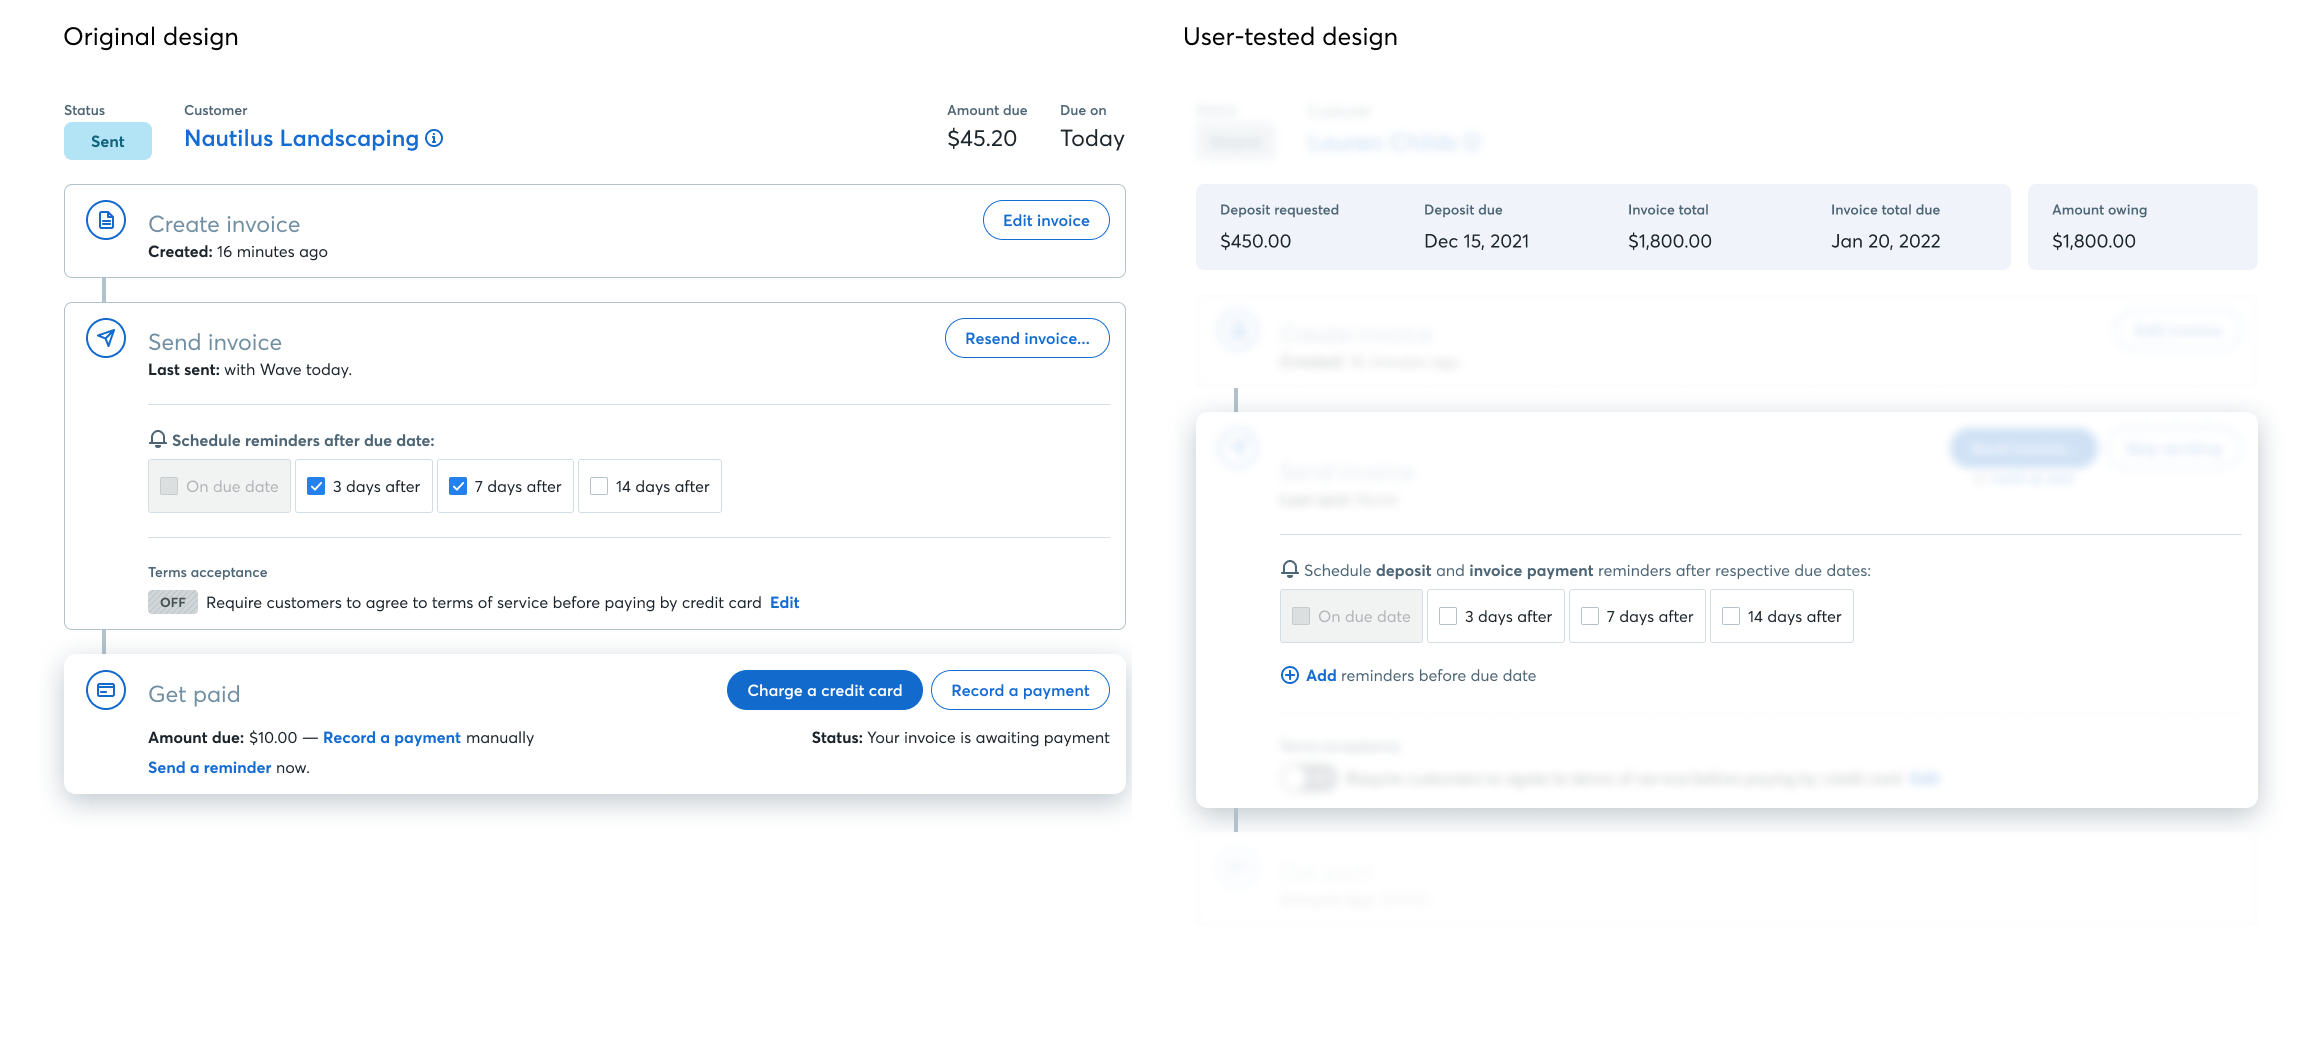 Original design
Status
Sent
Customer
Nautilus Landscaping
Amount due
$45.20
Due on
Today
Create invoice
Created: 16 minutes ago
Edit invoice
Send invoice
Last sent: with Wave today.
Resend invoice...
Schedule reminders after due date:
On due date
3 days after
7 days after
14 days after
Terms acceptance
OFF Require customers to agree to terms of service before paying by credit card Edit
Get paid
Charge a credit card
Record a payment
Amount due: $10.00 — Record a payment manually
Status: Your invoice is awaiting payment
Send a reminder now.
User-tested design
Deposit requested
$450.00
Deposit due
Dec 15, 2021
Invoice total
$1,800.00
Invoice total due
Jan 20, 2022
Amount owing
$1,800.00
Schedule deposit and invoice payment reminders after respective due dates:
On due date
3 days after
7 days after
14 days after
Add reminders before due date